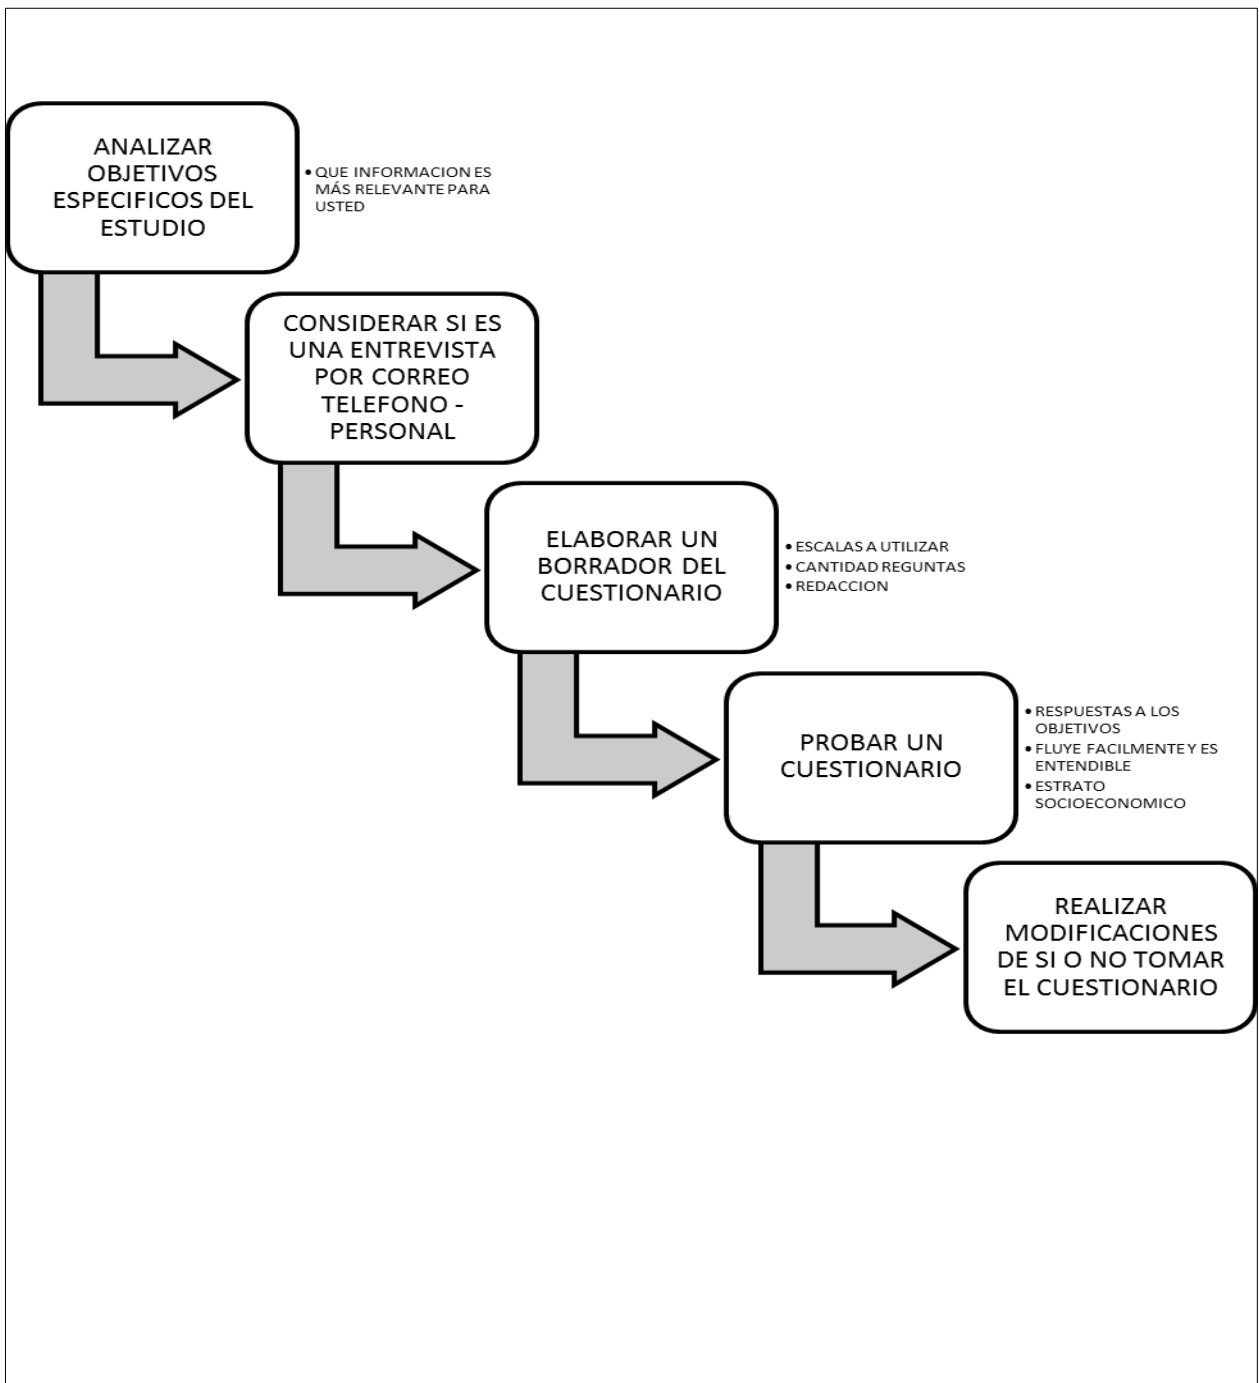 ANALIZAR
OBJETIVOS
ESPECIFICOS DEL
ESTUDIO
• QUE INFORMACION ES
MÁS RELEVANTE PARA
USTED
CONSIDERAR SI ES
UNA ENTREVISTA
POR CORREO
TELEFONO -
PERSONAL
ELABORAR UN
BORRADOR DEL
CUESTIONARIO
• ESCALAS A UTILIZAR
• CANTIDAD REGUNTAS
• REDACCION
PROBAR UN
CUESTIONARIO
• RESPUESTAS A LOS
OBJETIVOS
• FLUYE FACILMENTE Y ES
ENTENDIBLE
• ESTRATO
SOCIOECONOMICO
REALIZAR
MODIFICACIONES
DE SI O NO TOMAR
EL CUESTIONARIO